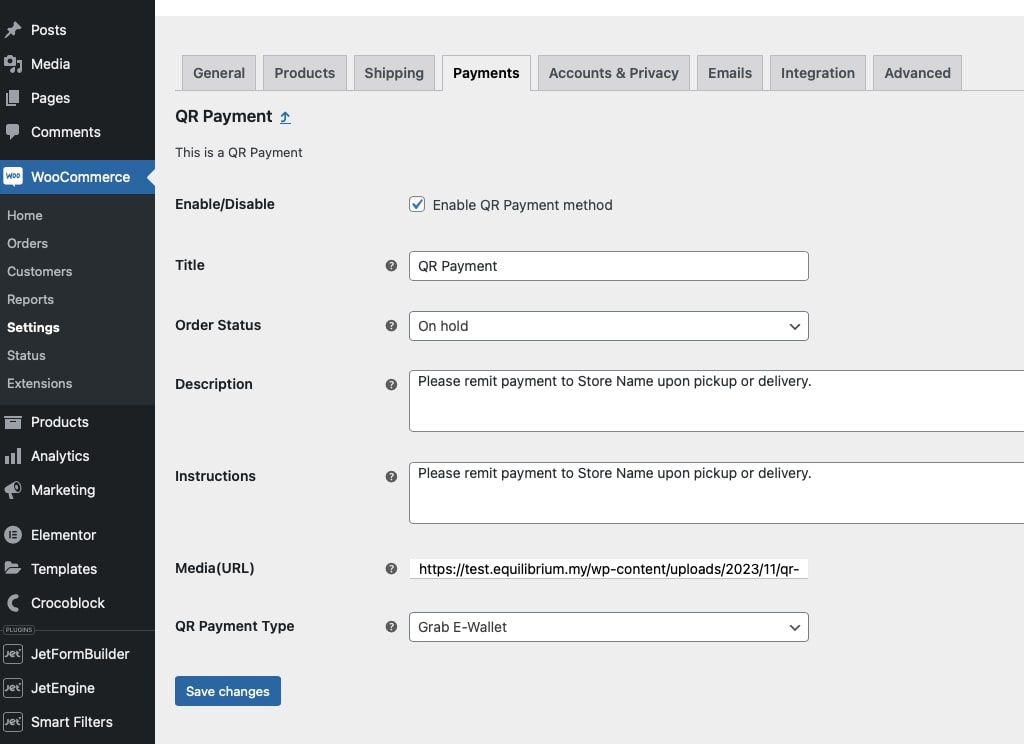 Posts
Media
Pages
Comments
WooCommerce
Home
Orders
Customers
Reports
Settings
Status
Extensions
Products
Analytics
Marketing
Elementor
Templates
Crocoblock
PLUGINS
JetFormBuilder
JetEngine
Smart Filters
General Products Shipping Payments Accounts & Privacy Emails Integration Advanced
QR Payment
This is a QR Payment
Enable/Disable Enable QR Payment method
Title QR Payment
Order Status On hold
Description Please remit payment to Store Name upon pickup or delivery.
Instructions Please remit payment to Store Name upon pickup or delivery.
Media(URL) https://test.equilibrium.my/wp-content/uploads/2023/11/qr-
QR Payment Type Grab E-Wallet
Save changes